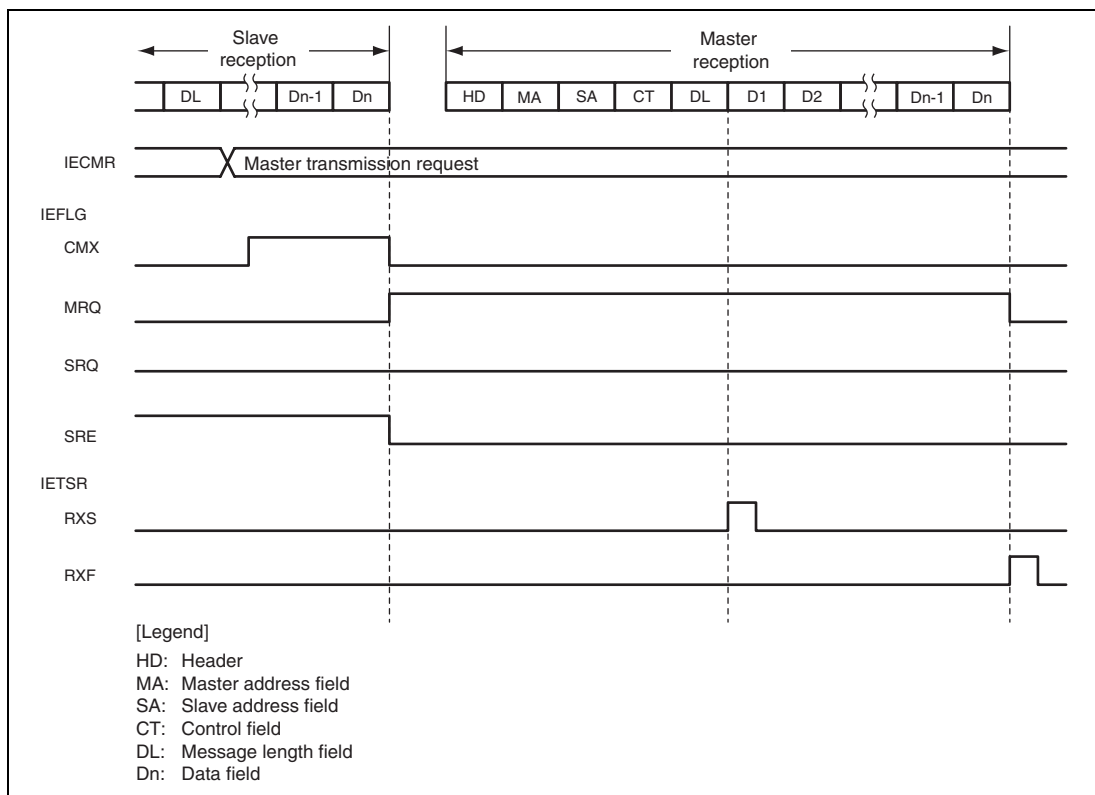 Slave
reception
Master
reception
DL Dn-1 Dn HD MA SA CT DL D1 D2 Dn-1 Dn
IECMR Master transmission request
IEFLG
CMX
MRQ
SRQ
SRE
IETSR
RXS
RXF
[Legend]
HD: Header
MA: Master address field
SA: Slave address field
CT: Control field
DL: Message length field
Dn: Data field